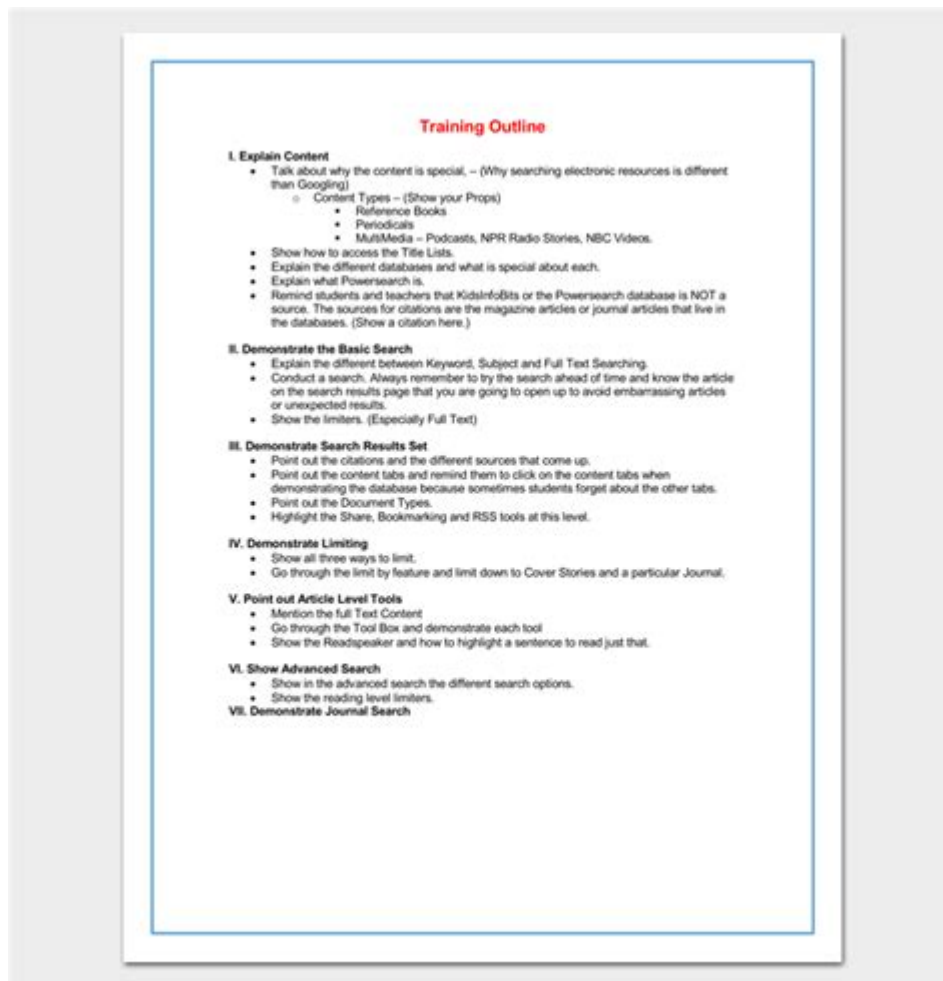 Training Outline
I. Explain Content
• Talk about why the content is special, – (Why searching electronic resources is different
than Googling)
○ Content Types – (Show your Props)
▪ Reference Books
▪ Periodicals
▪ MultiMedia – Podcasts, NPR Radio Stories, NBC Videos.
• Show how to access the Title Lists.
• Explain the different databases and what is special about each.
• Explain what Powersearch is.
• Remind students and teachers that KidsInfoBits or the Powersearch database is NOT a
source. The sources for citations are the magazine articles or journal articles that live in
the databases. (Show a citation here.)
II. Demonstrate the Basic Search
• Explain the different between Keyword, Subject and Full Text Searching.
• Conduct a search. Always remember to try the search ahead of time and know the article
on the search results page that you are going to open up to avoid embarrassing articles
or unexpected results.
• Show the limiters. (Especially Full Text)
III. Demonstrate Search Results Set
• Point out the citations and the different sources that come up.
• Point out the content tabs and remind them to click on the content tabs when
demonstrating the database because sometimes students forget about the other tabs.
• Point out the Document Types.
• Highlight the Share, Bookmarking and RSS tools at this level.
IV. Demonstrate Limiting
• Show all three ways to limit.
• Go through the limit by feature and limit down to Cover Stories and a particular Journal.
V. Point out Article Level Tools
• Mention the full Text Content
• Go through the Tool Box and demonstrate each tool
• Show the Readspeaker and how to highlight a sentence to read just that.
VI. Show Advanced Search
• Show in the advanced search the different search options.
• Show the reading level limiters.
VII. Demonstrate Journal Search